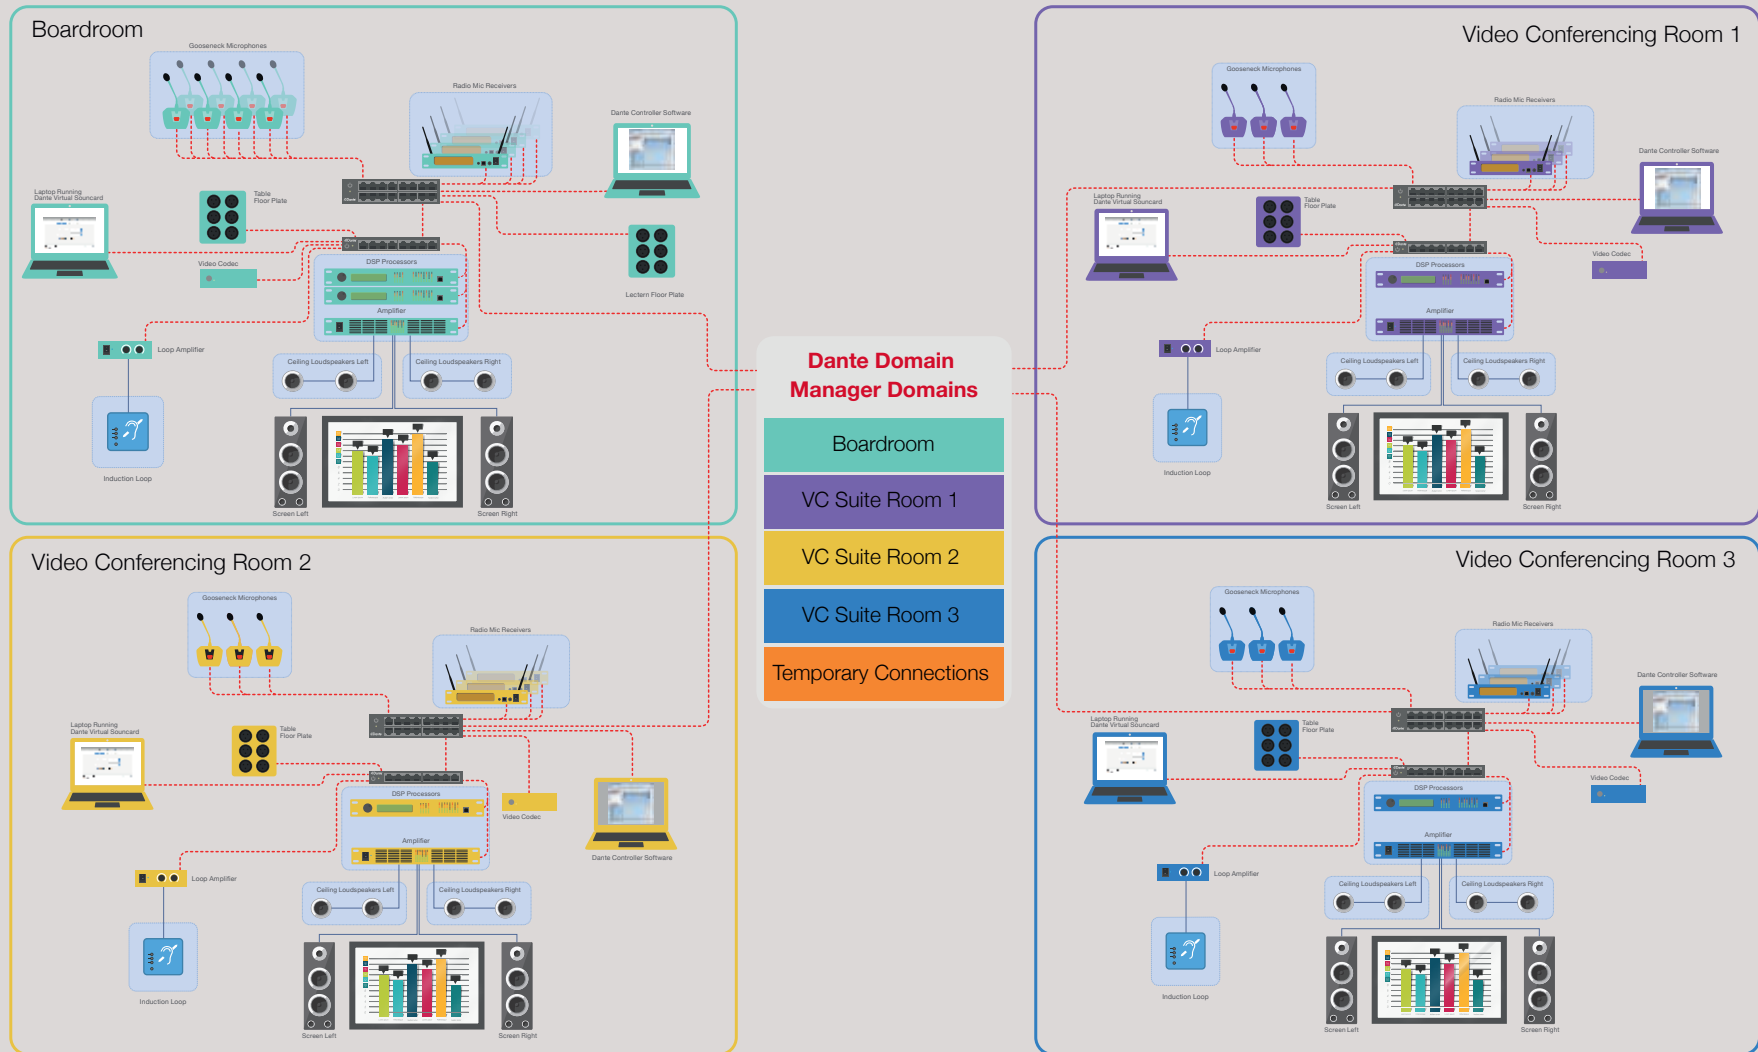 Boardroom
Gooseneck Microphones
Radio Mic Receivers
Dante Controller Software
Laptop Running
Dante Virtual Souncard
Table
Floor Plate
Video Codec
DSP Processors
Lectern Floor Plate
Amplifier
Loop Amplifier
Ceiling Loudspeakers Left
Ceiling Loudspeakers Right
Induction Loop
Screen Left
Screen Right
Video Conferencing Room 1
Gooseneck Microphones
Radio Mic Receivers
Dante Controller Software
Laptop Running
Dante Virtual Souncard
Table
Floor Plate
Video Codec
DSP Processors
Amplifier
Loop Amplifier
Ceiling Loudspeakers Left
Ceiling Loudspeakers Right
Induction Loop
Screen Left
Screen Right
Dante Domain
Manager Domains
Boardroom
VC Suite Room 1
VC Suite Room 2
VC Suite Room 3
Temporary Connections
Video Conferencing Room 2
Gooseneck Microphones
Radio Mic Receivers
Laptop Running
Dante Virtual Souncard
Table
Floor Plate
DSP Processors
Video Codec
Amplifier
Dante Controller Software
Loop Amplifier
Ceiling Loudspeakers Left
Ceiling Loudspeakers Right
Induction Loop
Screen Left
Screen Right
Video Conferencing Room 3
Gooseneck Microphones
Radio Mic Receivers
Dante Controller Software
Laptop Running
Dante Virtual Souncard
Table
Floor Plate
Video Codec
DSP Processors
Amplifier
Loop Amplifier
Ceiling Loudspeakers Left
Ceiling Loudspeakers Right
Induction Loop
Screen Left
Screen Right